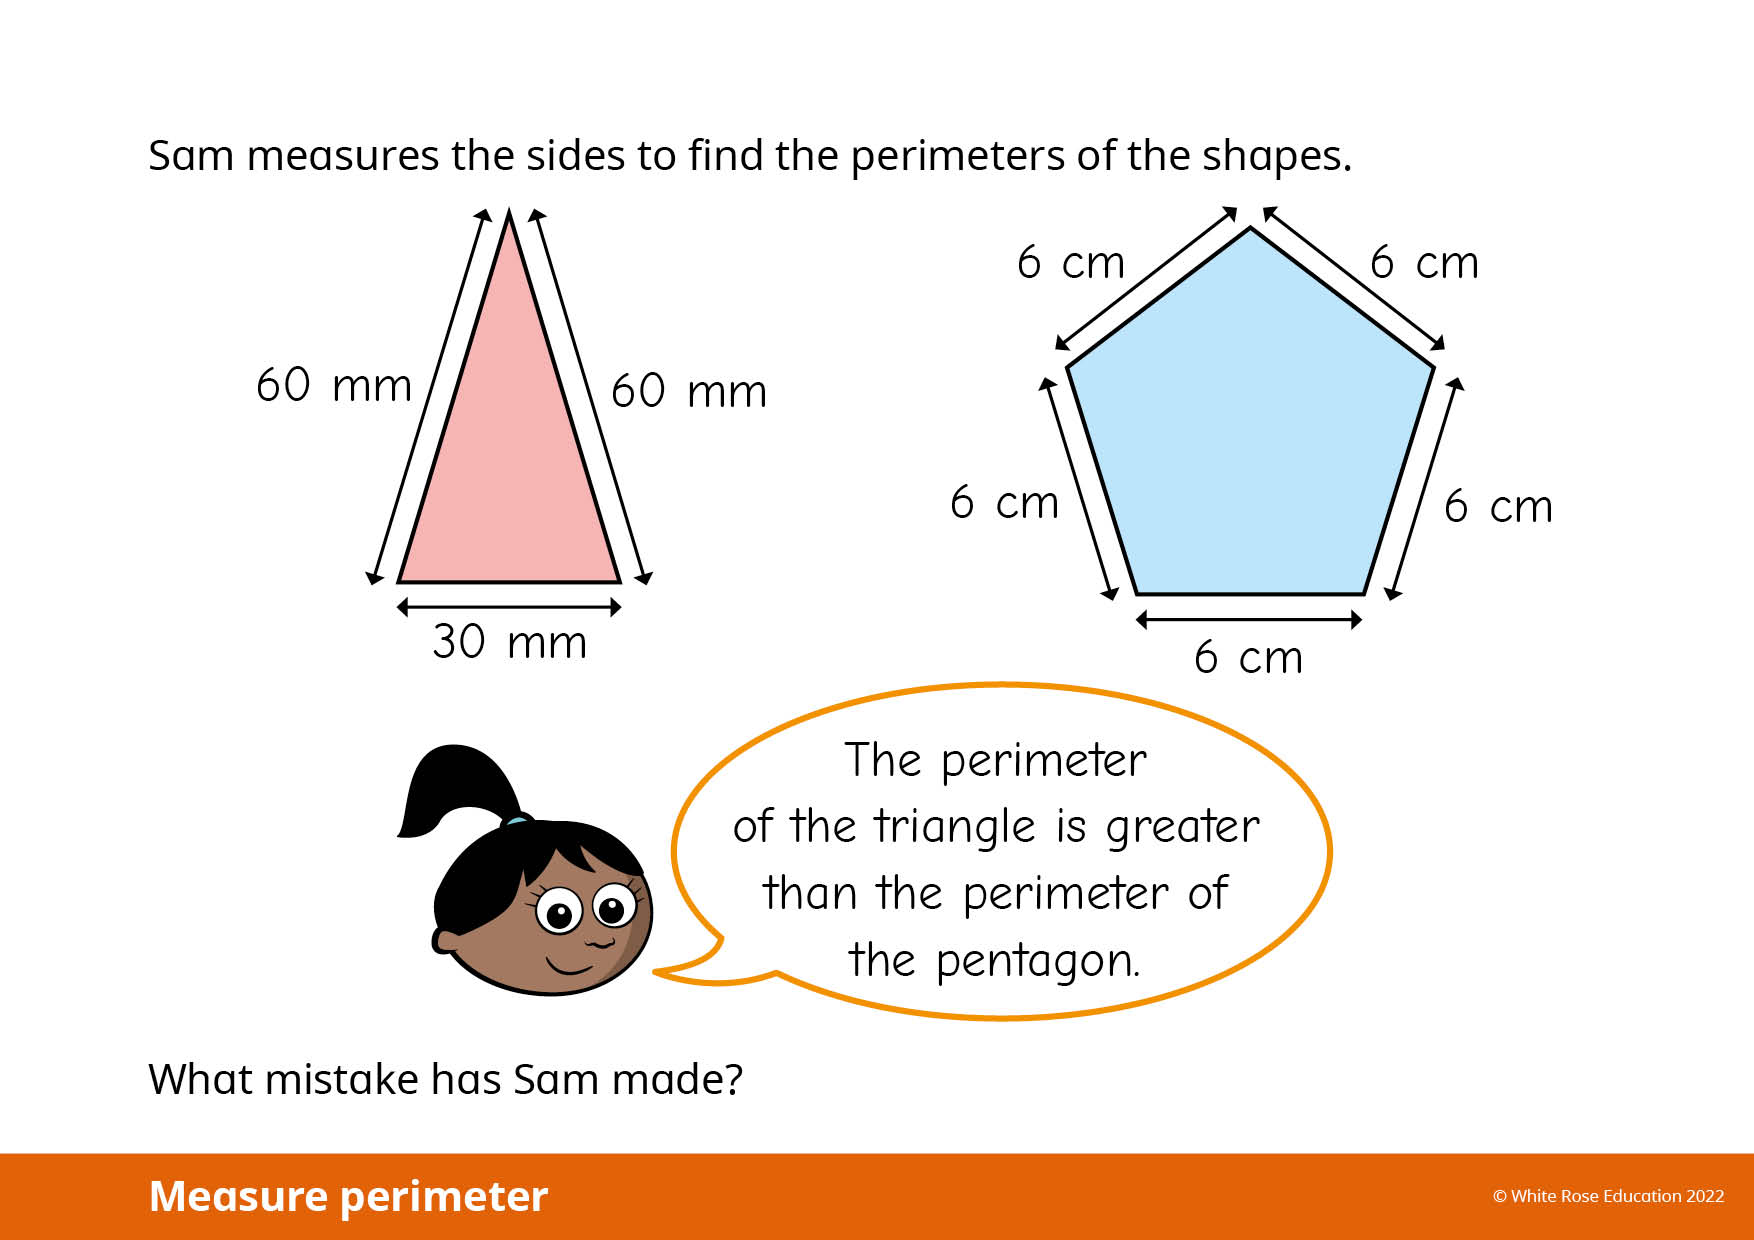 Sam measures the sides to find the perimeters of the shapes.
6 cm
6 cm
60 mm
60 mm
6 cm
6 cm
30 mm
6 cm
The perimeter
of the triangle is greater
than the perimeter of
the pentagon.
What mistake has Sam made?
Measure perimeter
© White Rose Education 2022